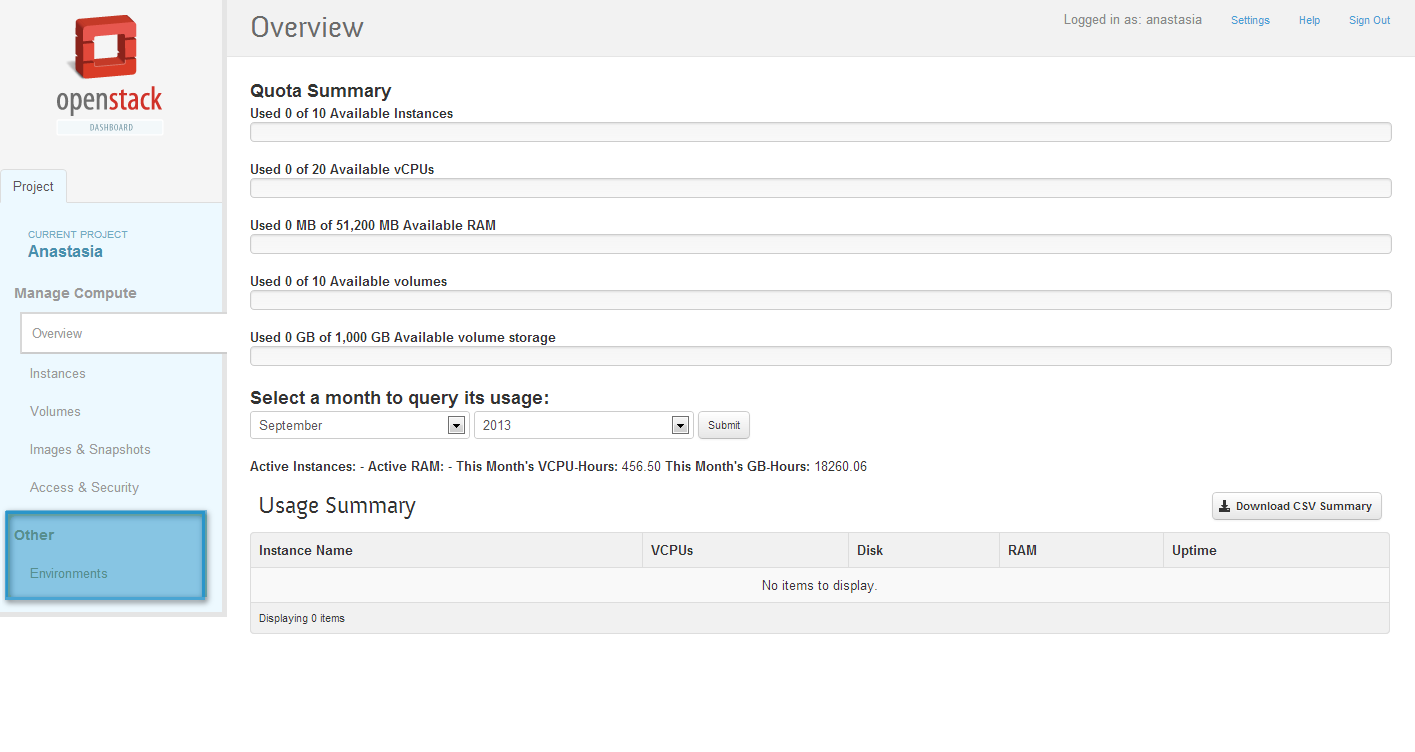 openstack
DASHBOARD
Project
CURRENT PROJECT
Anastasia
Manage Compute
Overview
Instances
Volumes
Images & Snapshots
Access & Security
Other
Environments
Overview
Logged in as: anastasia Settings Help Sign Out
Quota Summary
Used 0 of 10 Available Instances
Used 0 of 20 Available vCPUs
Used 0 MB of 51,200 MB Available RAM
Used 0 of 10 Available volumes
Used 0 GB of 1,000 GB Available volume storage
Select a month to query its usage:
September 2013 Submit
Active Instances: - Active RAM: - This Month's VCPU-Hours: 456.50 This Month's GB-Hours: 18260.06
Usage Summary Download CSV Summary
Instance Name VCPUs Disk RAM Uptime
No items to display.
Displaying 0 items